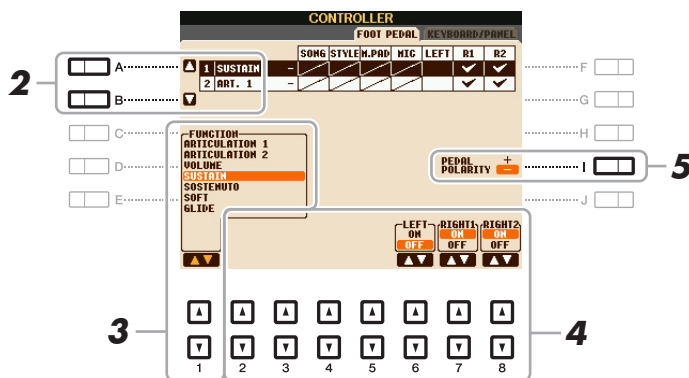 CONTROLLER
FOOT PEDAL KEYBOARD/PANEL
SONG STYLE M.PAD MIC LEFT R1 R2
1 SUSTAIN –
2 ART. 1 –
2
A
B
C
D
E
F
G
H
I
J
FUNCTION
ARTICULATION 1
ARTICULATION 2
VOLUME
SUSTAIN
SOSTENUTO
SOFT
GLIDE
PEDAL POLARITY + –
5
LEFT RIGHT1 RIGHT2
ON ON ON
OFF OFF OFF
3
4
1 2 3 4 5 6 7 8